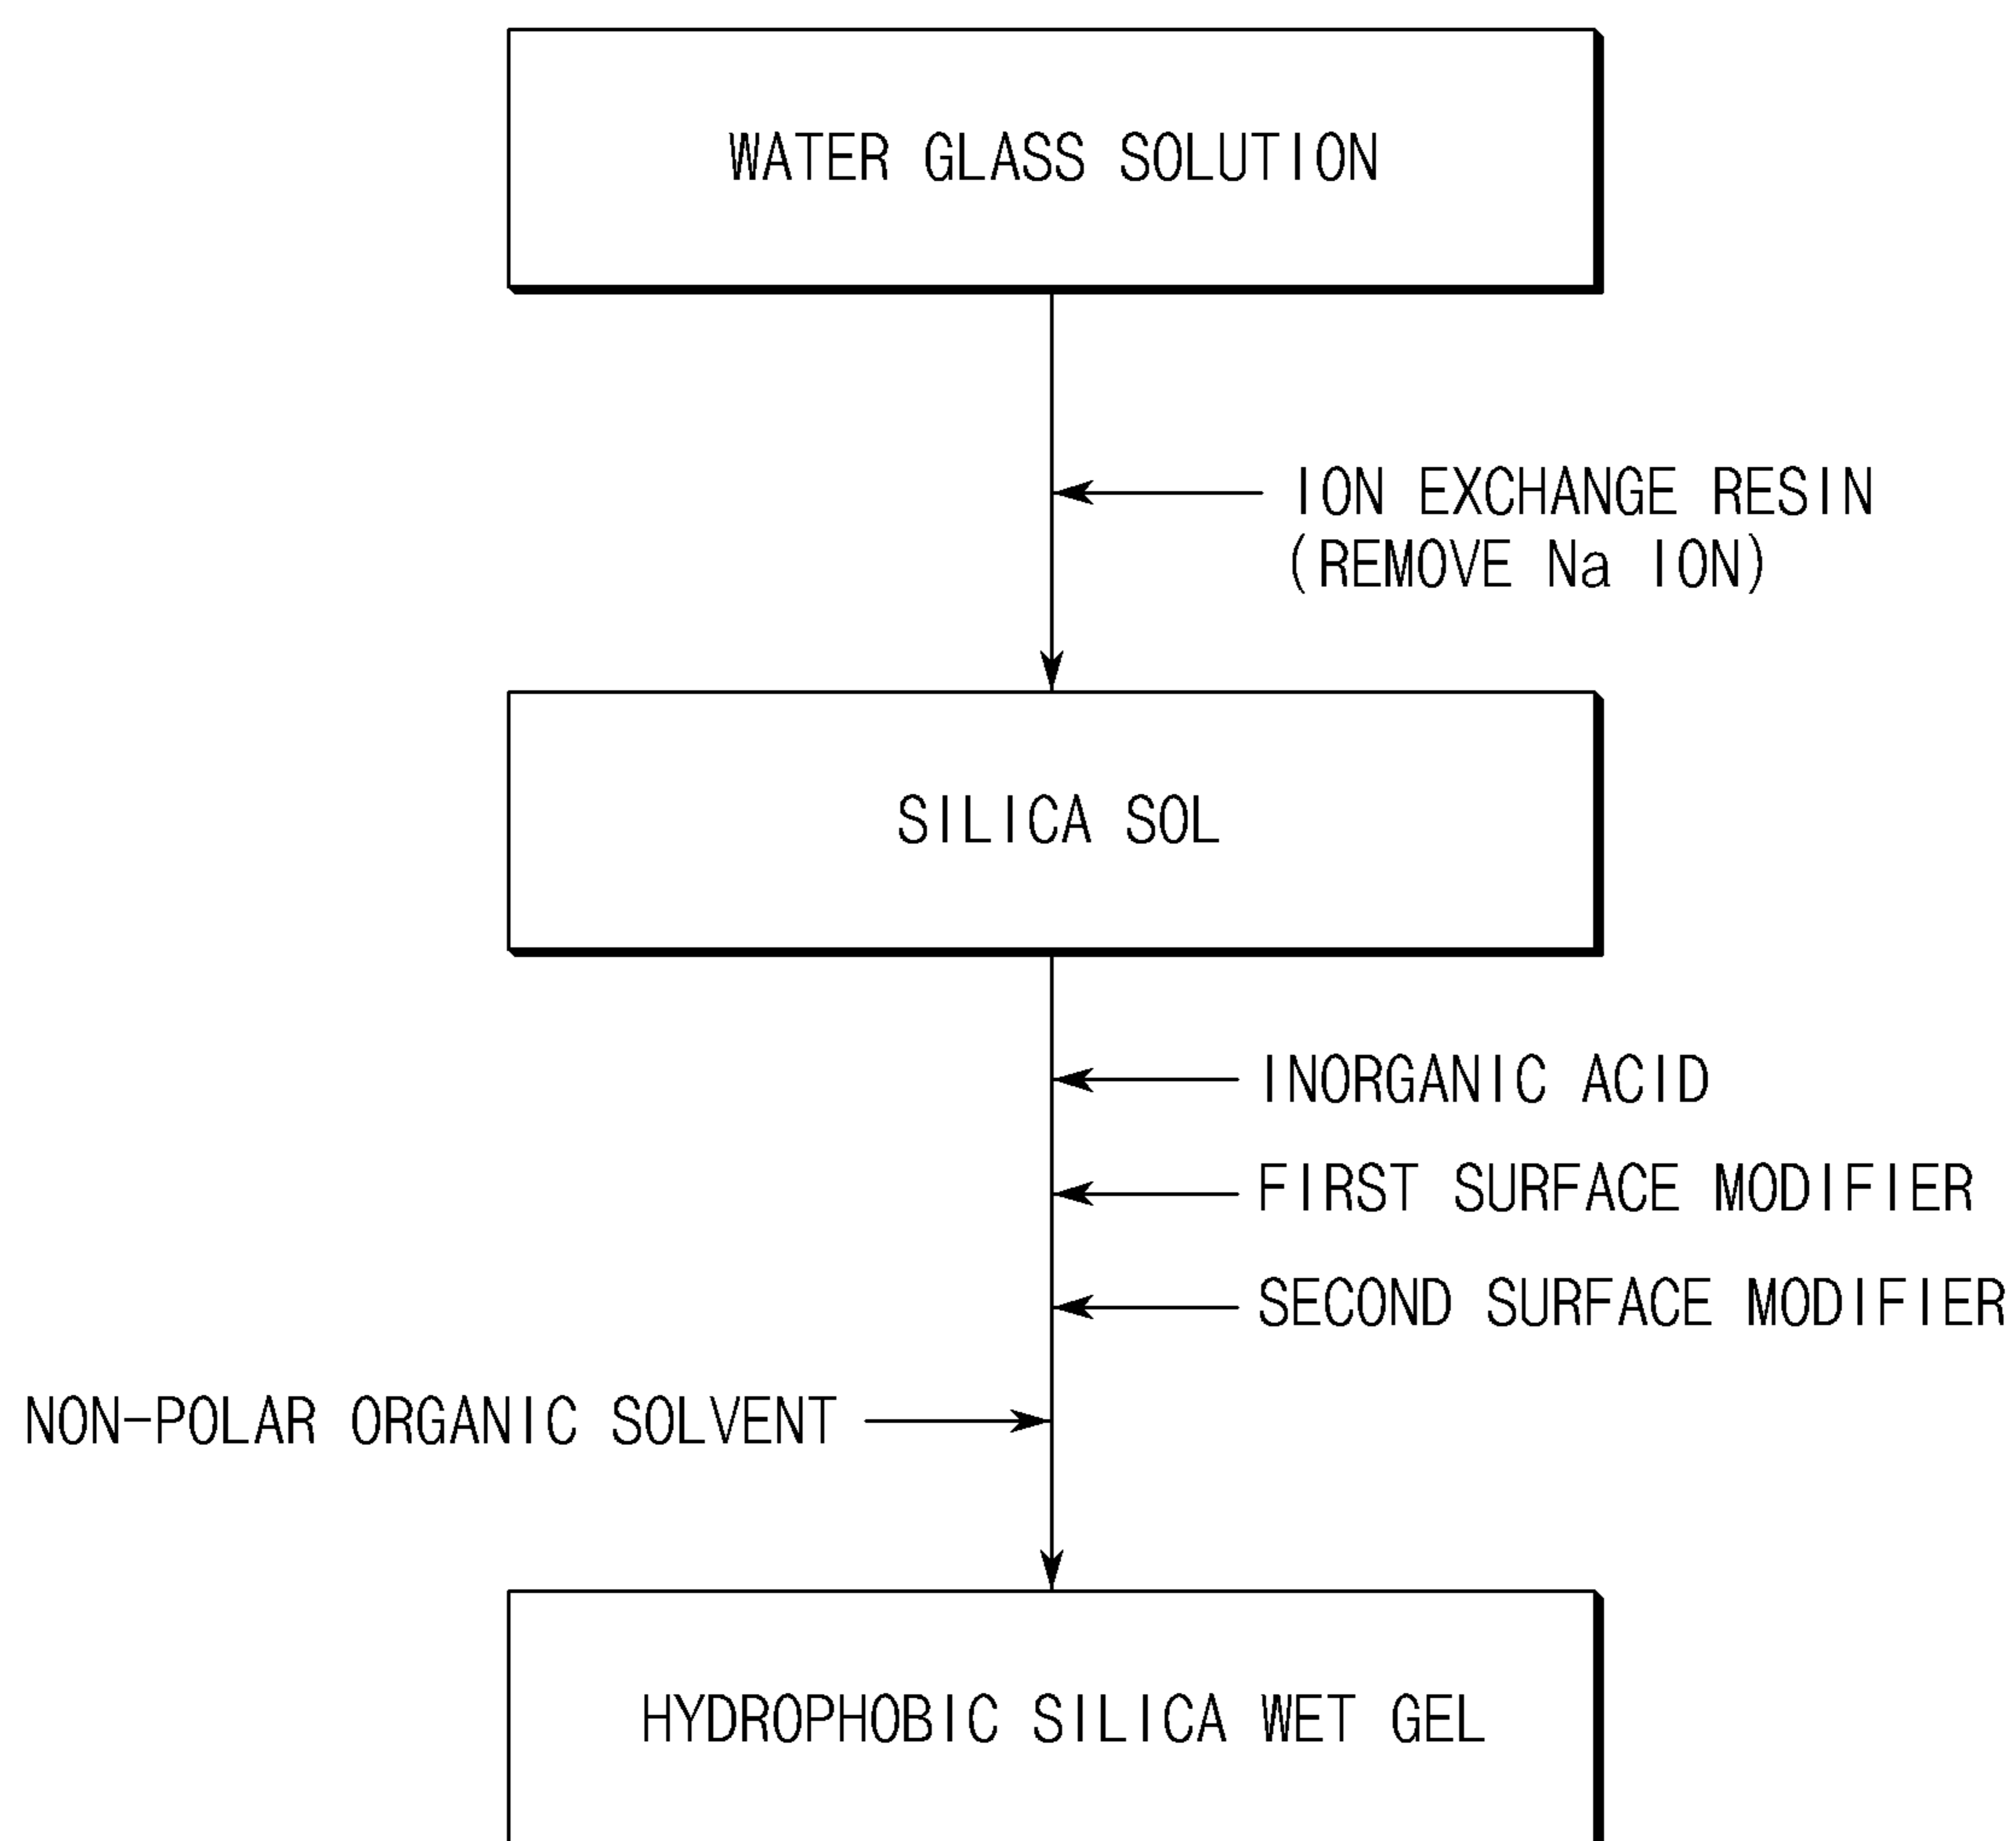 WATER GLASS SOLUTION
ION EXCHANGE RESIN
(REMOVE Na ION)
SILICA SOL
INORGANIC ACID
FIRST SURFACE MODIFIER
SECOND SURFACE MODIFIER
NON-POLAR ORGANIC SOLVENT
HYDROPHOBIC SILICA WET GEL